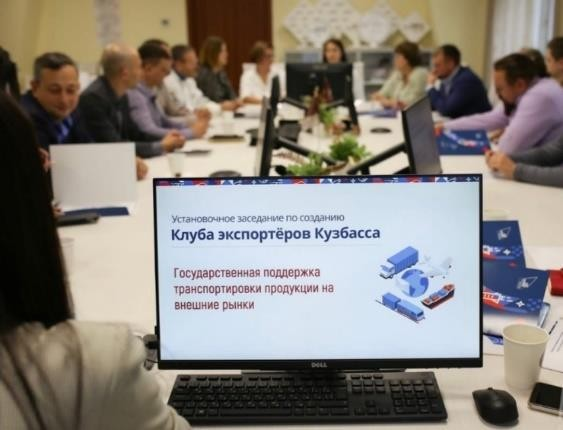 Установочное заседание по созданию
Клуба экспортёров Кузбасса
Государственная поддержка
транспортировки продукции на
внешние рынки
DELL